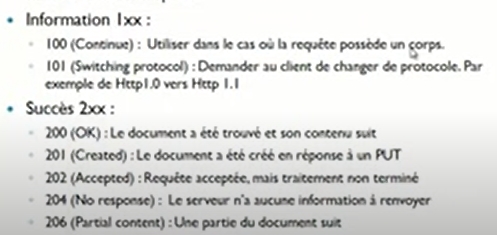 • Information 1xx :
◦ 100 (Continue) : Utiliser dans le cas où la requête possède un corps.
◦ 101 (Switching protocol) : Demander au client de changer de protocole. Par
exemple de Http1.0 vers Http 1.1
• Succès 2xx :
◦ 200 (OK) : Le document a été trouvé et son contenu suit
◦ 201 (Created) : Le document a été créé en réponse à un PUT
◦ 202 (Accepted) : Requête acceptée, mais traitement non terminé
◦ 204 (No response) : Le serveur n'a aucune information à renvoyer
◦ 206 (Partial content) : Une partie du document suit